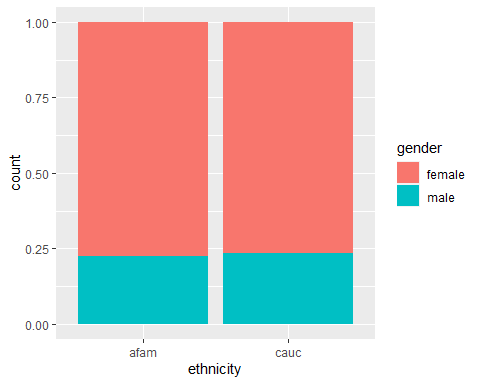 1.00
0.75
0.50
0.25
0.00
count
afam cauc
ethnicity
gender
female
male